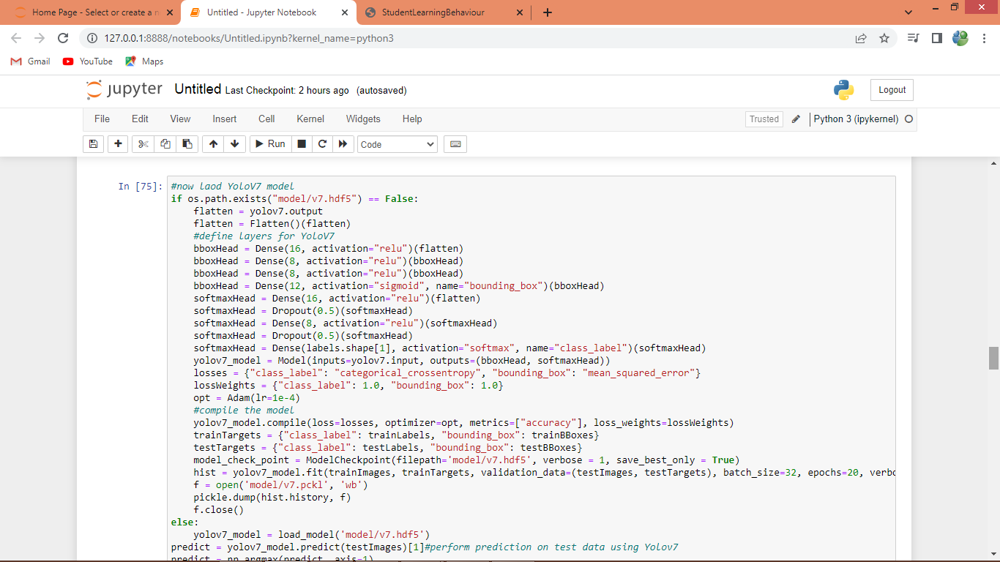 Home Page - Select or create a n
Untitled - Jupyter Notebook
StudentLearningBehaviour
127.0.0.1:8888/notebooks/Untitled.ipynb?kernel_name=python3
Gmail
YouTube
Maps
jupyter Untitled Last Checkpoint: 2 hours ago (autosaved)
Logout
File Edit View Insert Cell Kernel Widgets Help
Trusted
Python 3 (ipykernel)
Run
Code
In [75]:
#now laod YoloV7 model
if os.path.exists("model/v7.hdf5") == False:
    flatten = yolov7.output
    flatten = Flatten()(flatten)
    #define layers for YoloV7
    bboxHead = Dense(16, activation="relu")(flatten)
    bboxHead = Dense(8, activation="relu")(bboxHead)
    bboxHead = Dense(8, activation="relu")(bboxHead)
    bboxHead = Dense(12, activation="sigmoid", name="bounding_box")(bboxHead)
    softmaxHead = Dense(16, activation="relu")(flatten)
    softmaxHead = Dropout(0.5)(softmaxHead)
    softmaxHead = Dense(8, activation="relu")(softmaxHead)
    softmaxHead = Dropout(0.5)(softmaxHead)
    softmaxHead = Dense(labels.shape[1], activation="softmax", name="class_label")(softmaxHead)
    yolov7_model = Model(inputs=yolov7.input, outputs=(bboxHead, softmaxHead))
    losses = {"class_label": "categorical_crossentropy", "bounding_box": "mean_squared_error"}
    lossWeights = {"class_label": 1.0, "bounding_box": 1.0}
    opt = Adam(lr=1e-4)
    #compile the model
    yolov7_model.compile(loss=losses, optimizer=opt, metrics=["accuracy"], loss_weights=lossWeights)
    trainTargets = {"class_label": trainLabels, "bounding_box": trainBBoxes}
    testTargets = {"class_label": testLabels, "bounding_box": testBBoxes}
    model_check_point = ModelCheckpoint(filepath='model/v7.hdf5', verbose = 1, save_best_only = True)
    hist = yolov7_model.fit(trainImages, trainTargets, validation_data=(testImages, testTargets), batch_size=32, epochs=20, verbo
    f = open('model/v7.pckl', 'wb')
    pickle.dump(hist.history, f)
    f.close()
else:
    yolov7_model = load_model('model/v7.hdf5')
predict = yolov7_model.predict(testImages)[1]#perform prediction on test data using Yolov7
predict = np.argmax(predict, axis=1)